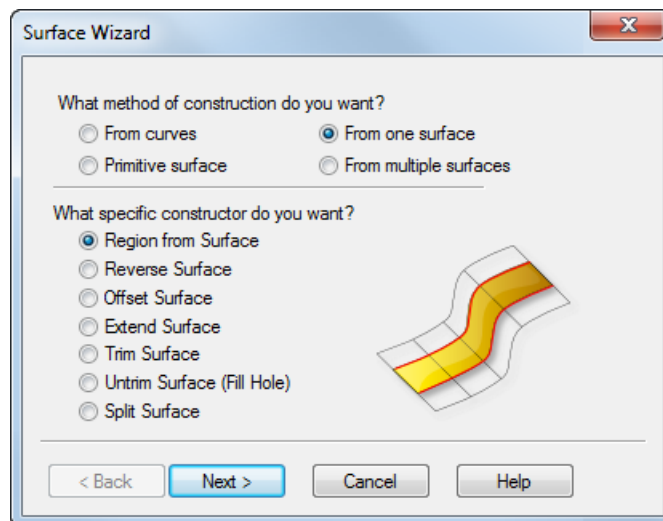 Surface Wizard
What method of construction do you want?
From curves From one surface
Primitive surface From multiple surfaces
What specific constructor do you want?
Region from Surface
Reverse Surface
Offset Surface
Extend Surface
Trim Surface
Untrim Surface (Fill Hole)
Split Surface
< Back Next > Cancel Help